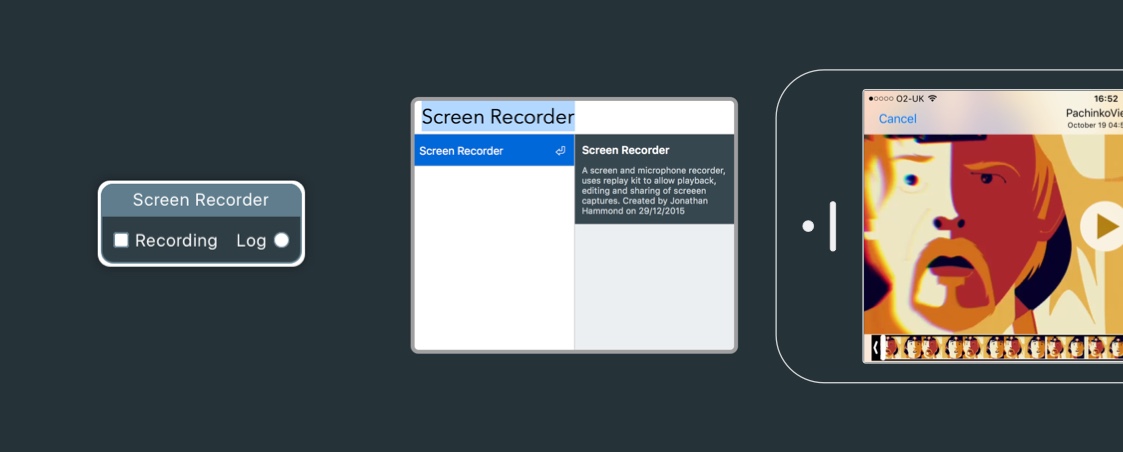 Screen Recorder
Recording Log
Screen Recorder
Screen Recorder
Screen Recorder
A screen and microphone recorder,
uses replay kit to allow playback,
editing and sharing of screeen
captures. Created by Jonathan
Hammond on 29/12/2015
O2-UK 16:52
Cancel
PachinkoVie
October 19 04:5